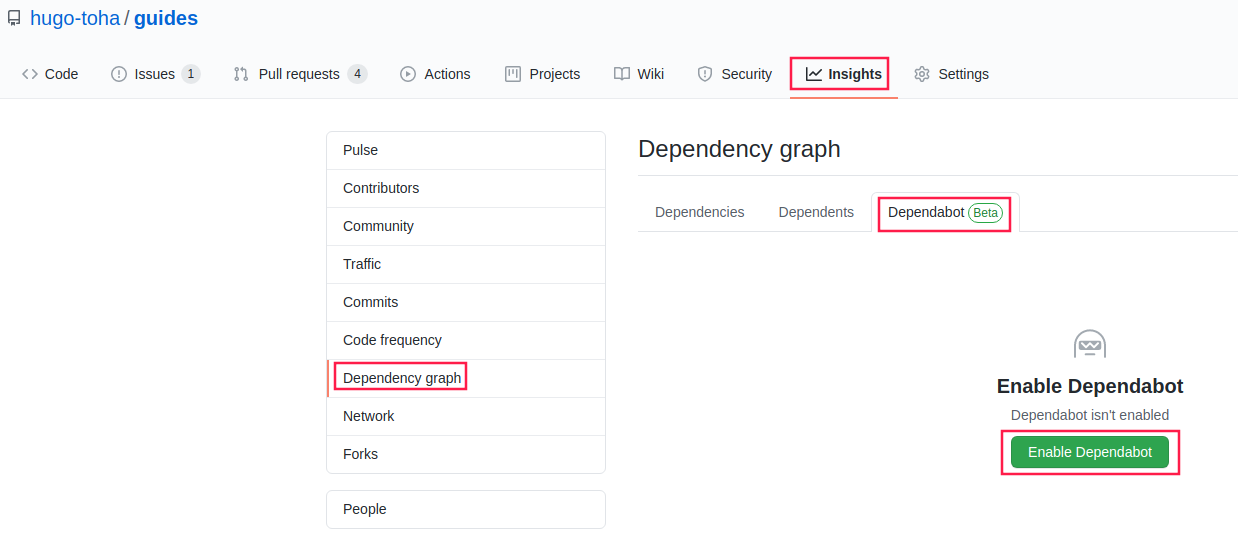 hugo-toha / guides
Code Issues 1 Pull requests 4 Actions Projects Wiki Security Insights Settings
Pulse
Contributors
Community
Traffic
Commits
Code frequency
Dependency graph
Network
Forks
People
Dependency graph
Dependencies Dependents Dependabot Beta
Enable Dependabot
Dependabot isn't enabled
Enable Dependabot